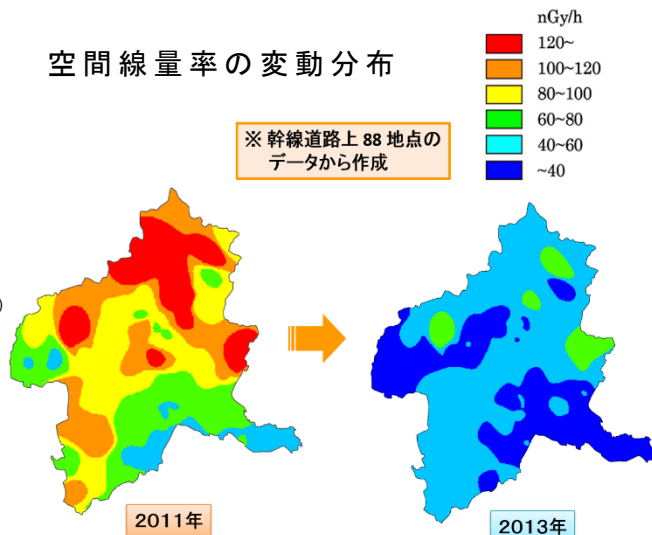 空間線量率の変動分布
nGy/h
120~
100~120
80~100
60~80
40~60
~40
※ 幹線道路上 88 地点の
データから作成
)
2011年
2013年